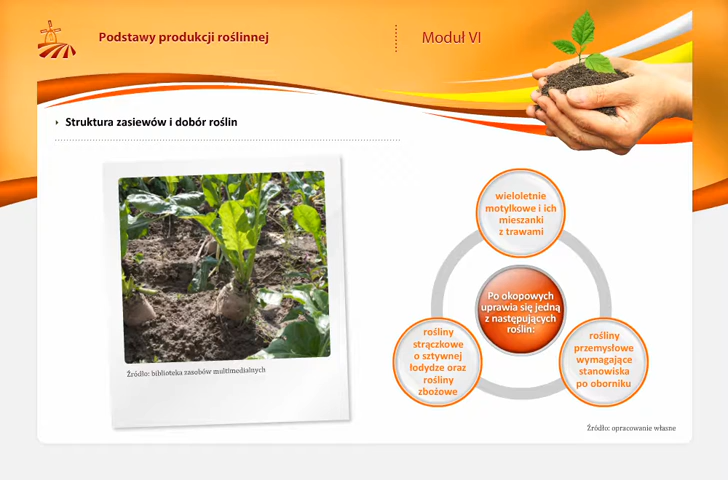 Podstawy produkcji roślinnej
Moduł VI
Struktura zasiewów i dobór roślin
wieloletnie
motylkowe i ich
mieszanki
z trawami
Po okopowych
uprawia się jedną
z następujących
roślin:
rośliny
strączkowe
o sztywnej
łodydze oraz
rośliny
zbożowe
rośliny
przemysłowe
wymagające
stanowiska
po oborniku
Źródło: biblioteka zasobów multimedialnych
Źródło: opracowanie własne